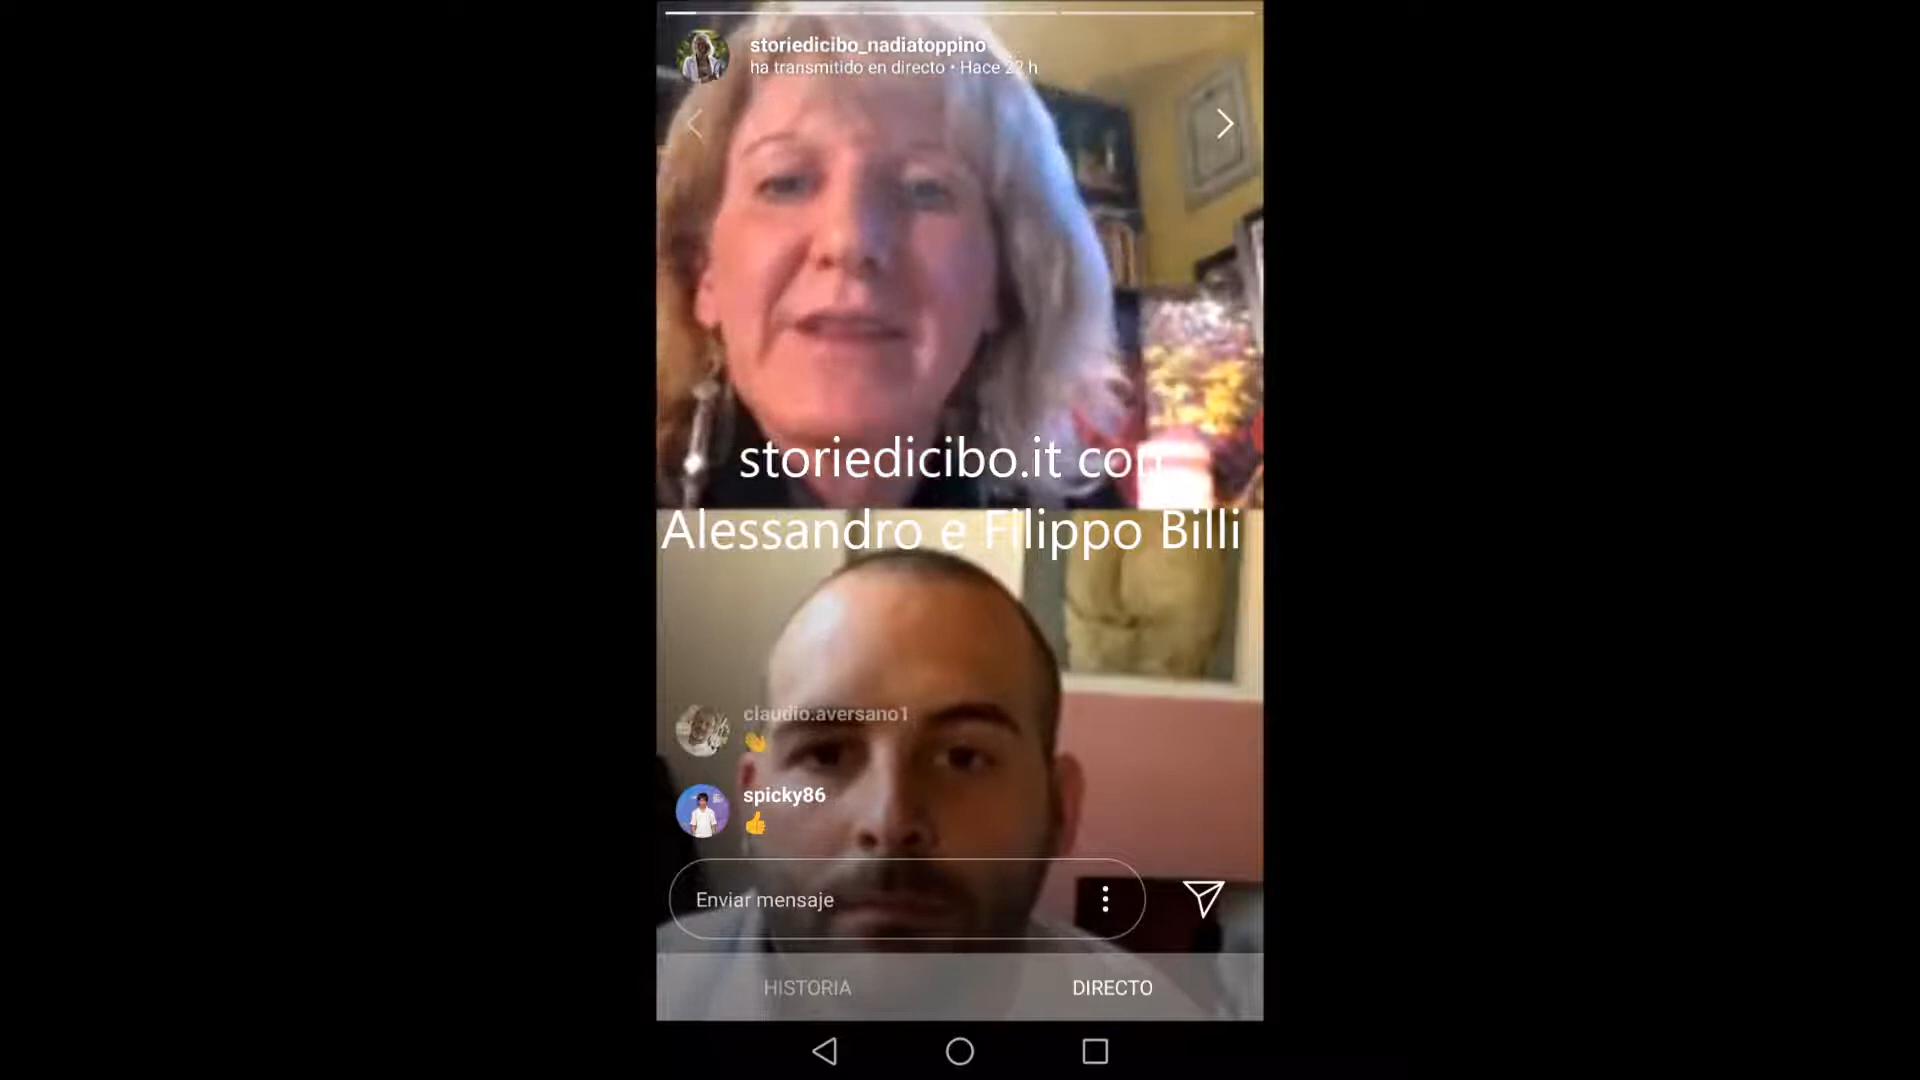 storiedicibo_nadiatoppino
ha transmitido en directo • Hace 22 h
storiedicibo.it con
Alessandro e Filippo Billi
claudio.aversano1
👏
spicky86
👍
Enviar mensaje
HISTORIA
DIRECTO